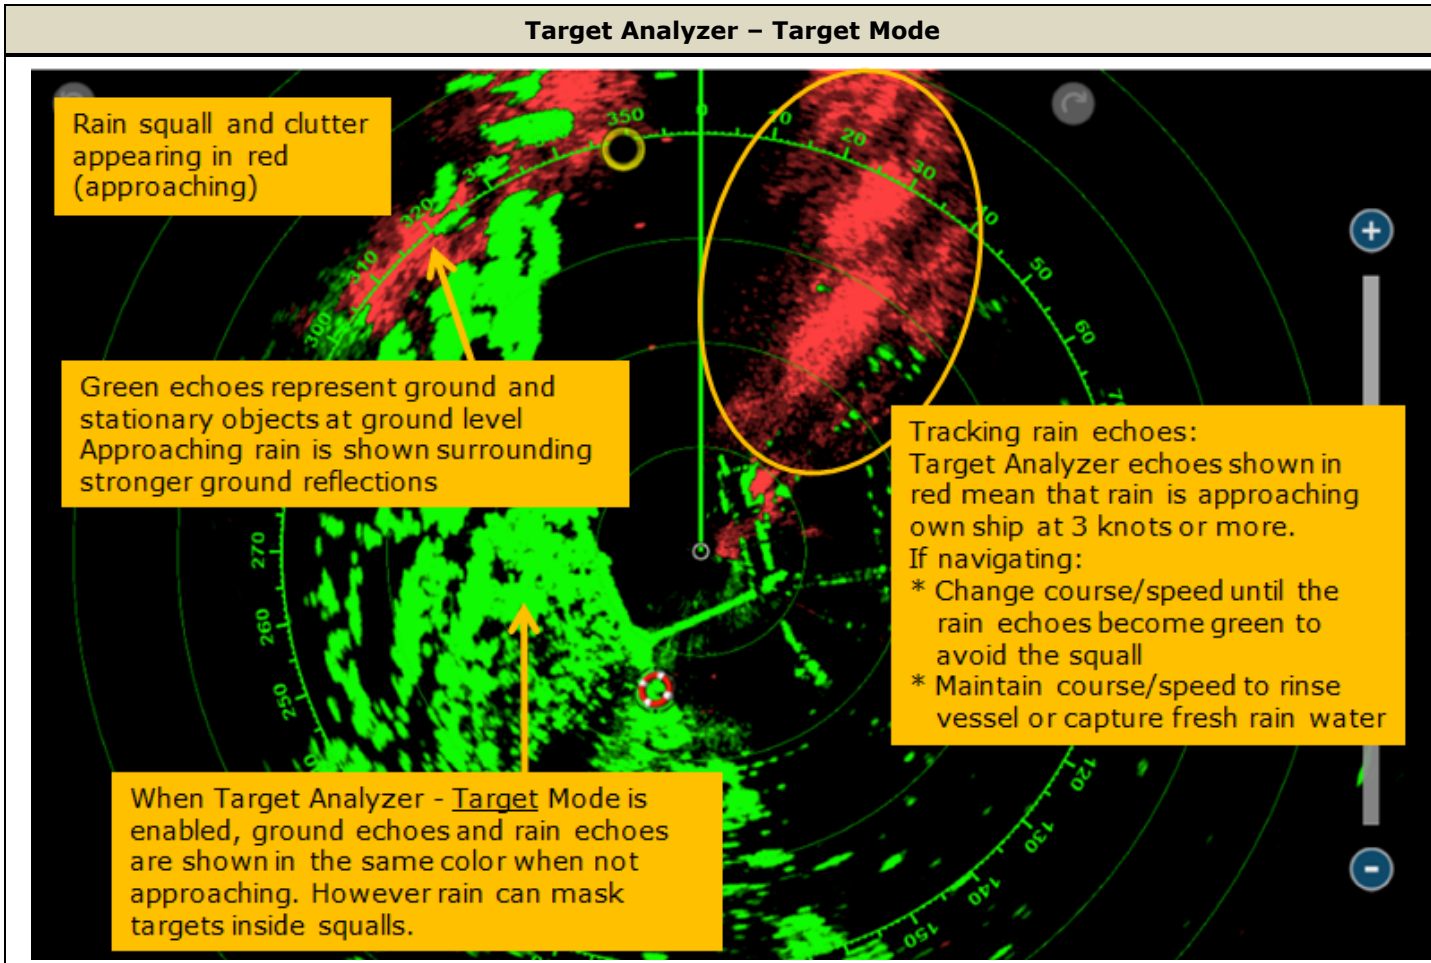 Target Analyzer – Target Mode
Rain squall and clutter
appearing in red
(approaching)
350
0
10
20
30
40
50
60
70
330
320
310
300
Green echoes represent ground and
stationary objects at ground level
Approaching rain is shown surrounding
stronger ground reflections
Tracking rain echoes:
Target Analyzer echoes shown in
red mean that rain is approaching
own ship at 3 knots or more.
If navigating:
* Change course/speed until the
rain echoes become green to
avoid the squall
* Maintain course/speed to rinse
vessel or capture fresh rain water
270
260
250
120
130
140
150
When Target Analyzer - Target Mode is
enabled, ground echoes and rain echoes
are shown in the same color when not
approaching. However rain can mask
targets inside squalls.
+
-